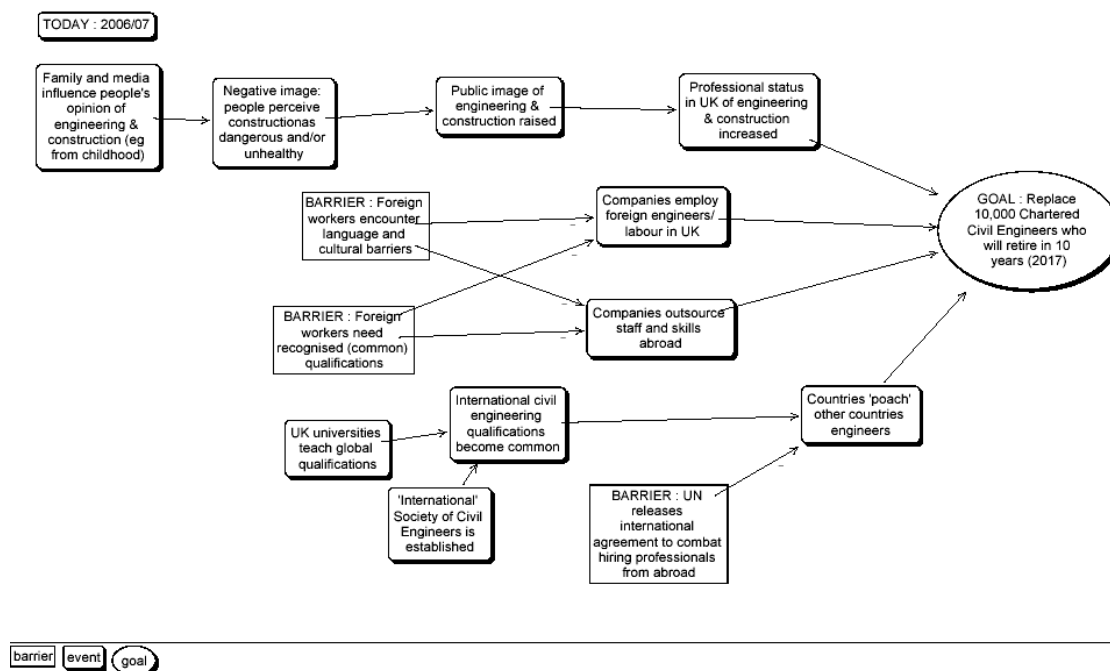 TODAY : 2006/07
Family and media
influence people's
opinion of
engineering &
construction (eg
from childhood)
Negative image:
people perceive
constructionas
dangerous and/or
unhealthy
Public image of
engineering &
construction raised
Professional status
in UK of engineering
& construction
increased
BARRIER : Foreign
workers encounter
language and
cultural barriers
Companies employ
foreign engineers/
labour in UK
GOAL : Replace
10,000 Chartered
Civil Engineers who
will retire in 10
years (2017)
BARRIER : Foreign
workers need
recognised (common)
qualifications
Companies outsource
staff and skills
abroad
UK universities
teach global
qualifications
International civil
engineering
qualifications
become common
Countries 'poach'
other countries
engineers
'International'
Society of Civil
Engineers is
established
BARRIER : UN
releases
international
agreement to combat
hiring professionals
from abroad
barrier event goal